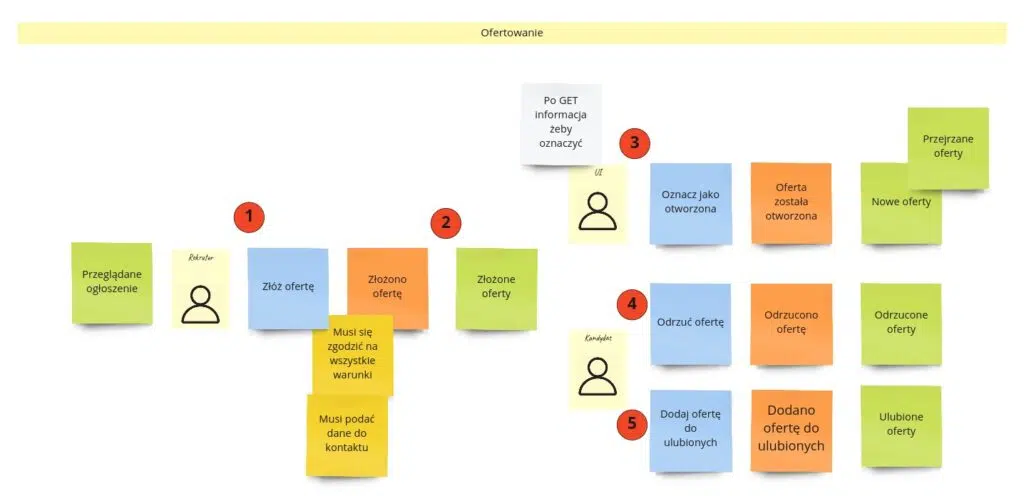 Ofertowanie
Po GET
informacja
żeby
oznaczyć
3
UI
Oznacz jako
otworzona
Oferta
została
otworzona
Nowe oferty
Przejrzane
oferty
1
2
Przeglądane
ogłoszenie
Rekruter
Złóż ofertę
Złożono
ofertę
Złożone
oferty
Musi się
zgodzić na
wszystkie
warunki
Musi podać
dane do
kontaktu
4
Kandydat
Odrzuć ofertę
Odrzucono
ofertę
Odrzucone
oferty
5
Dodaj ofertę
do
ulubionych
Dodano
ofertę do
ulubionych
Ulubione
oferty